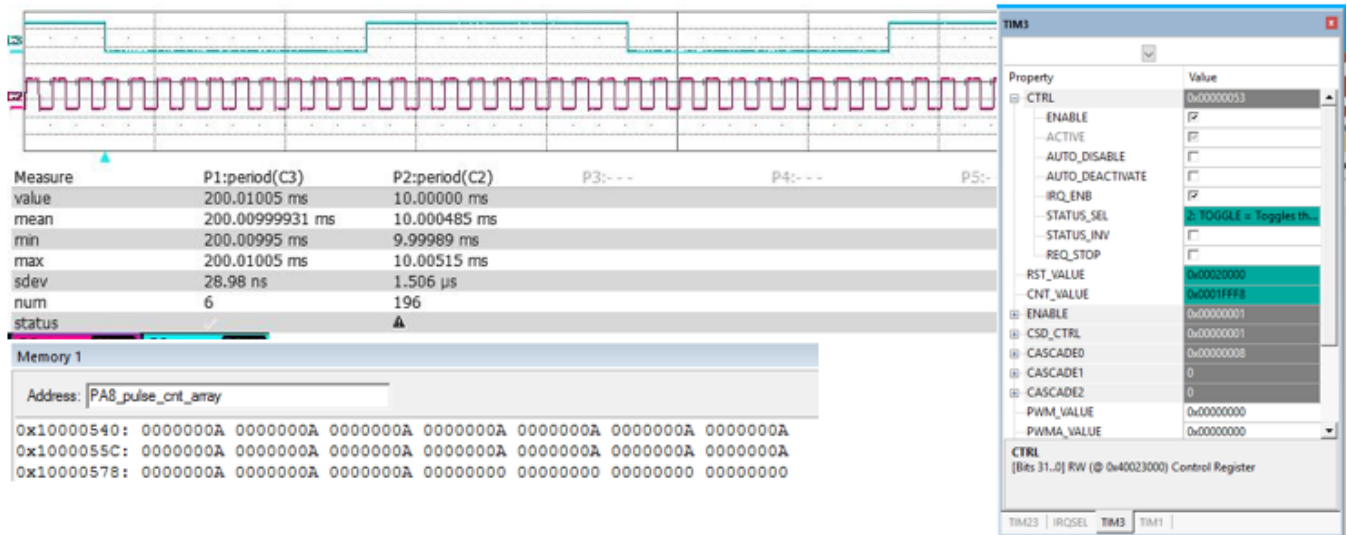 C3
C2
Measure P1:period(C3) P2:period(C2) P3:- - - P4:- - - P5:-
value 200.01005 ms 10.00000 ms
mean 200.00999931 ms 10.000485 ms
min 200.00995 ms 9.99989 ms
max 200.01005 ms 10.00515 ms
sdev 28.98 ns 1.506 µs
num 6 196
status
Memory 1
Address: PA8_pulse_cnt_array
0x10000540: 0000000A 0000000A 0000000A 0000000A 0000000A 0000000A 0000000A
0x1000055C: 0000000A 0000000A 0000000A 0000000A 0000000A 0000000A 0000000A
0x10000578: 0000000A 0000000A 0000000A 00000000 00000000 00000000 00000000
TIM3
Property Value
CTRL 0x00000053
ENABLE
ACTIVE
AUTO_DISABLE
AUTO_DEACTIVATE
IRQ_ENB
STATUS_SEL 2: TOGGLE = Toggles th...
STATUS_INV
REQ_STOP
RST_VALUE 0x00020000
CNT_VALUE 0x0001FFF8
ENABLE 0x00000001
CSD_CTRL 0x00000001
CASCADE0 0x00000008
CASCADE1 0
CASCADE2 0
PWM_VALUE 0x00000000
PWMA_VALUE 0x00000000
CTRL
[Bits 31..0] RW (@ 0x40023000) Control Register
TIM23 IRQSEL TIM3 TIM1